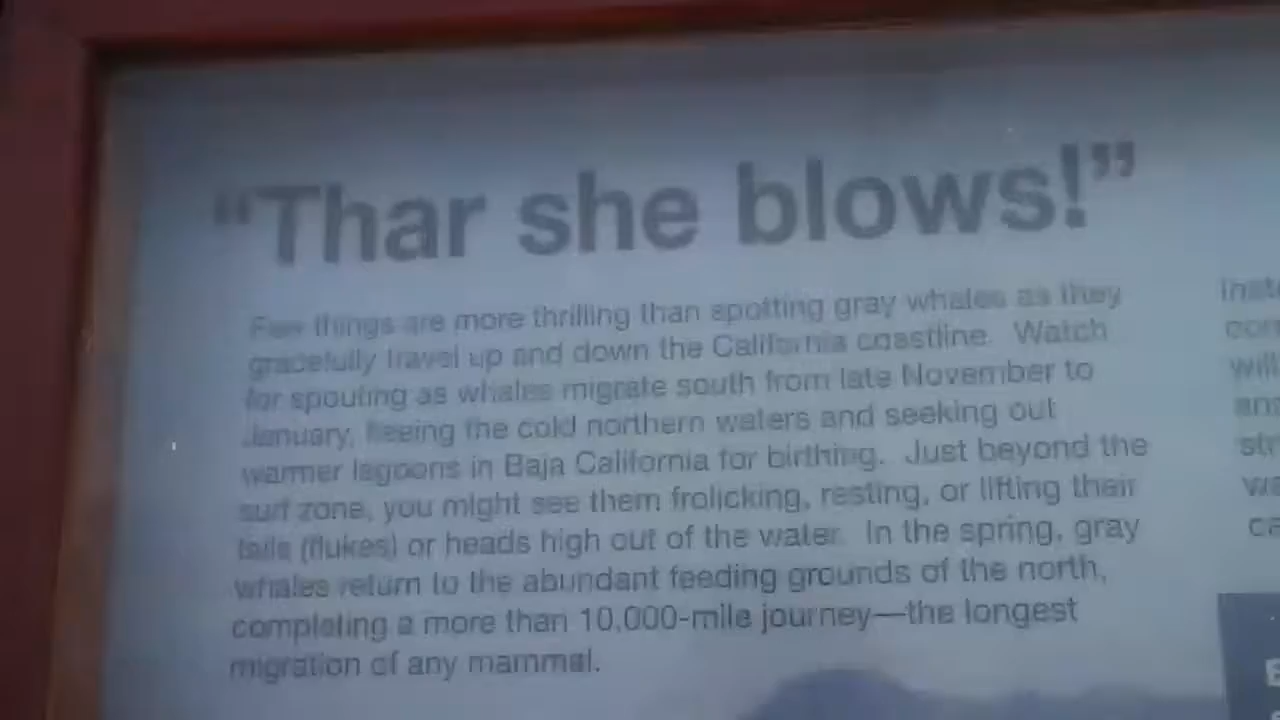 “Thar she blows!”
Few things are more thrilling than spotting gray whales as they
gracefully travel up and down the California coastline. Watch
for spouting as whales migrate south from late November to
January, fleeing the cold northern waters and seeking out
warmer lagoons in Baja California for birthing. Just beyond the
surf zone, you might see them frolicking, resting, or lifting their
tails (flukes) or heads high out of the water. In the spring, gray
whales return to the abundant feeding grounds of the north,
completing a more than 10,000-mile journey—the longest
migration of any mammal.
will